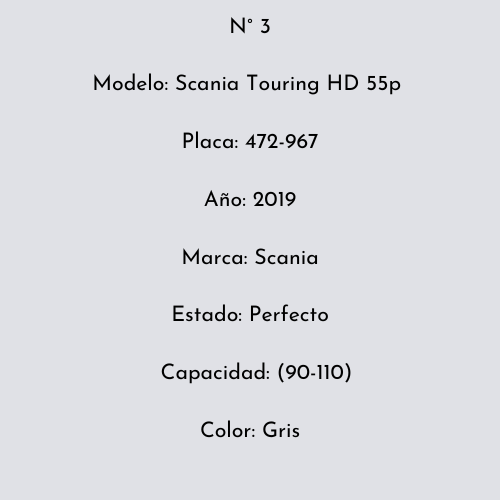 N° 3
Modelo: Scania Touring HD 55p
Placa: 472-967
Año: 2019
Marca: Scania
Estado: Perfecto
Capacidad: (90-110)
Color: Gris